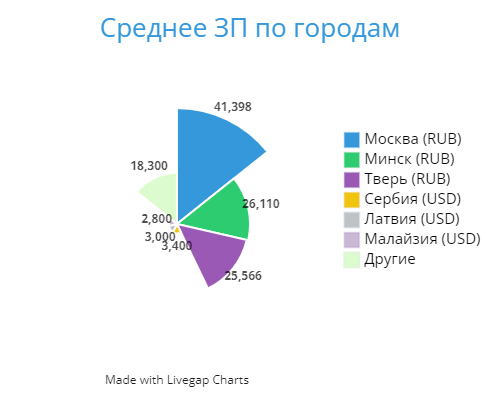 Среднее ЗП по городам
41,398
26,110
25,566
3,400
3,000
2,800
18,300
Москва (RUB)
Минск (RUB)
Тверь (RUB)
Сербия (USD)
Латвия (USD)
Малайзия (USD)
Другие
Made with Livegap Charts